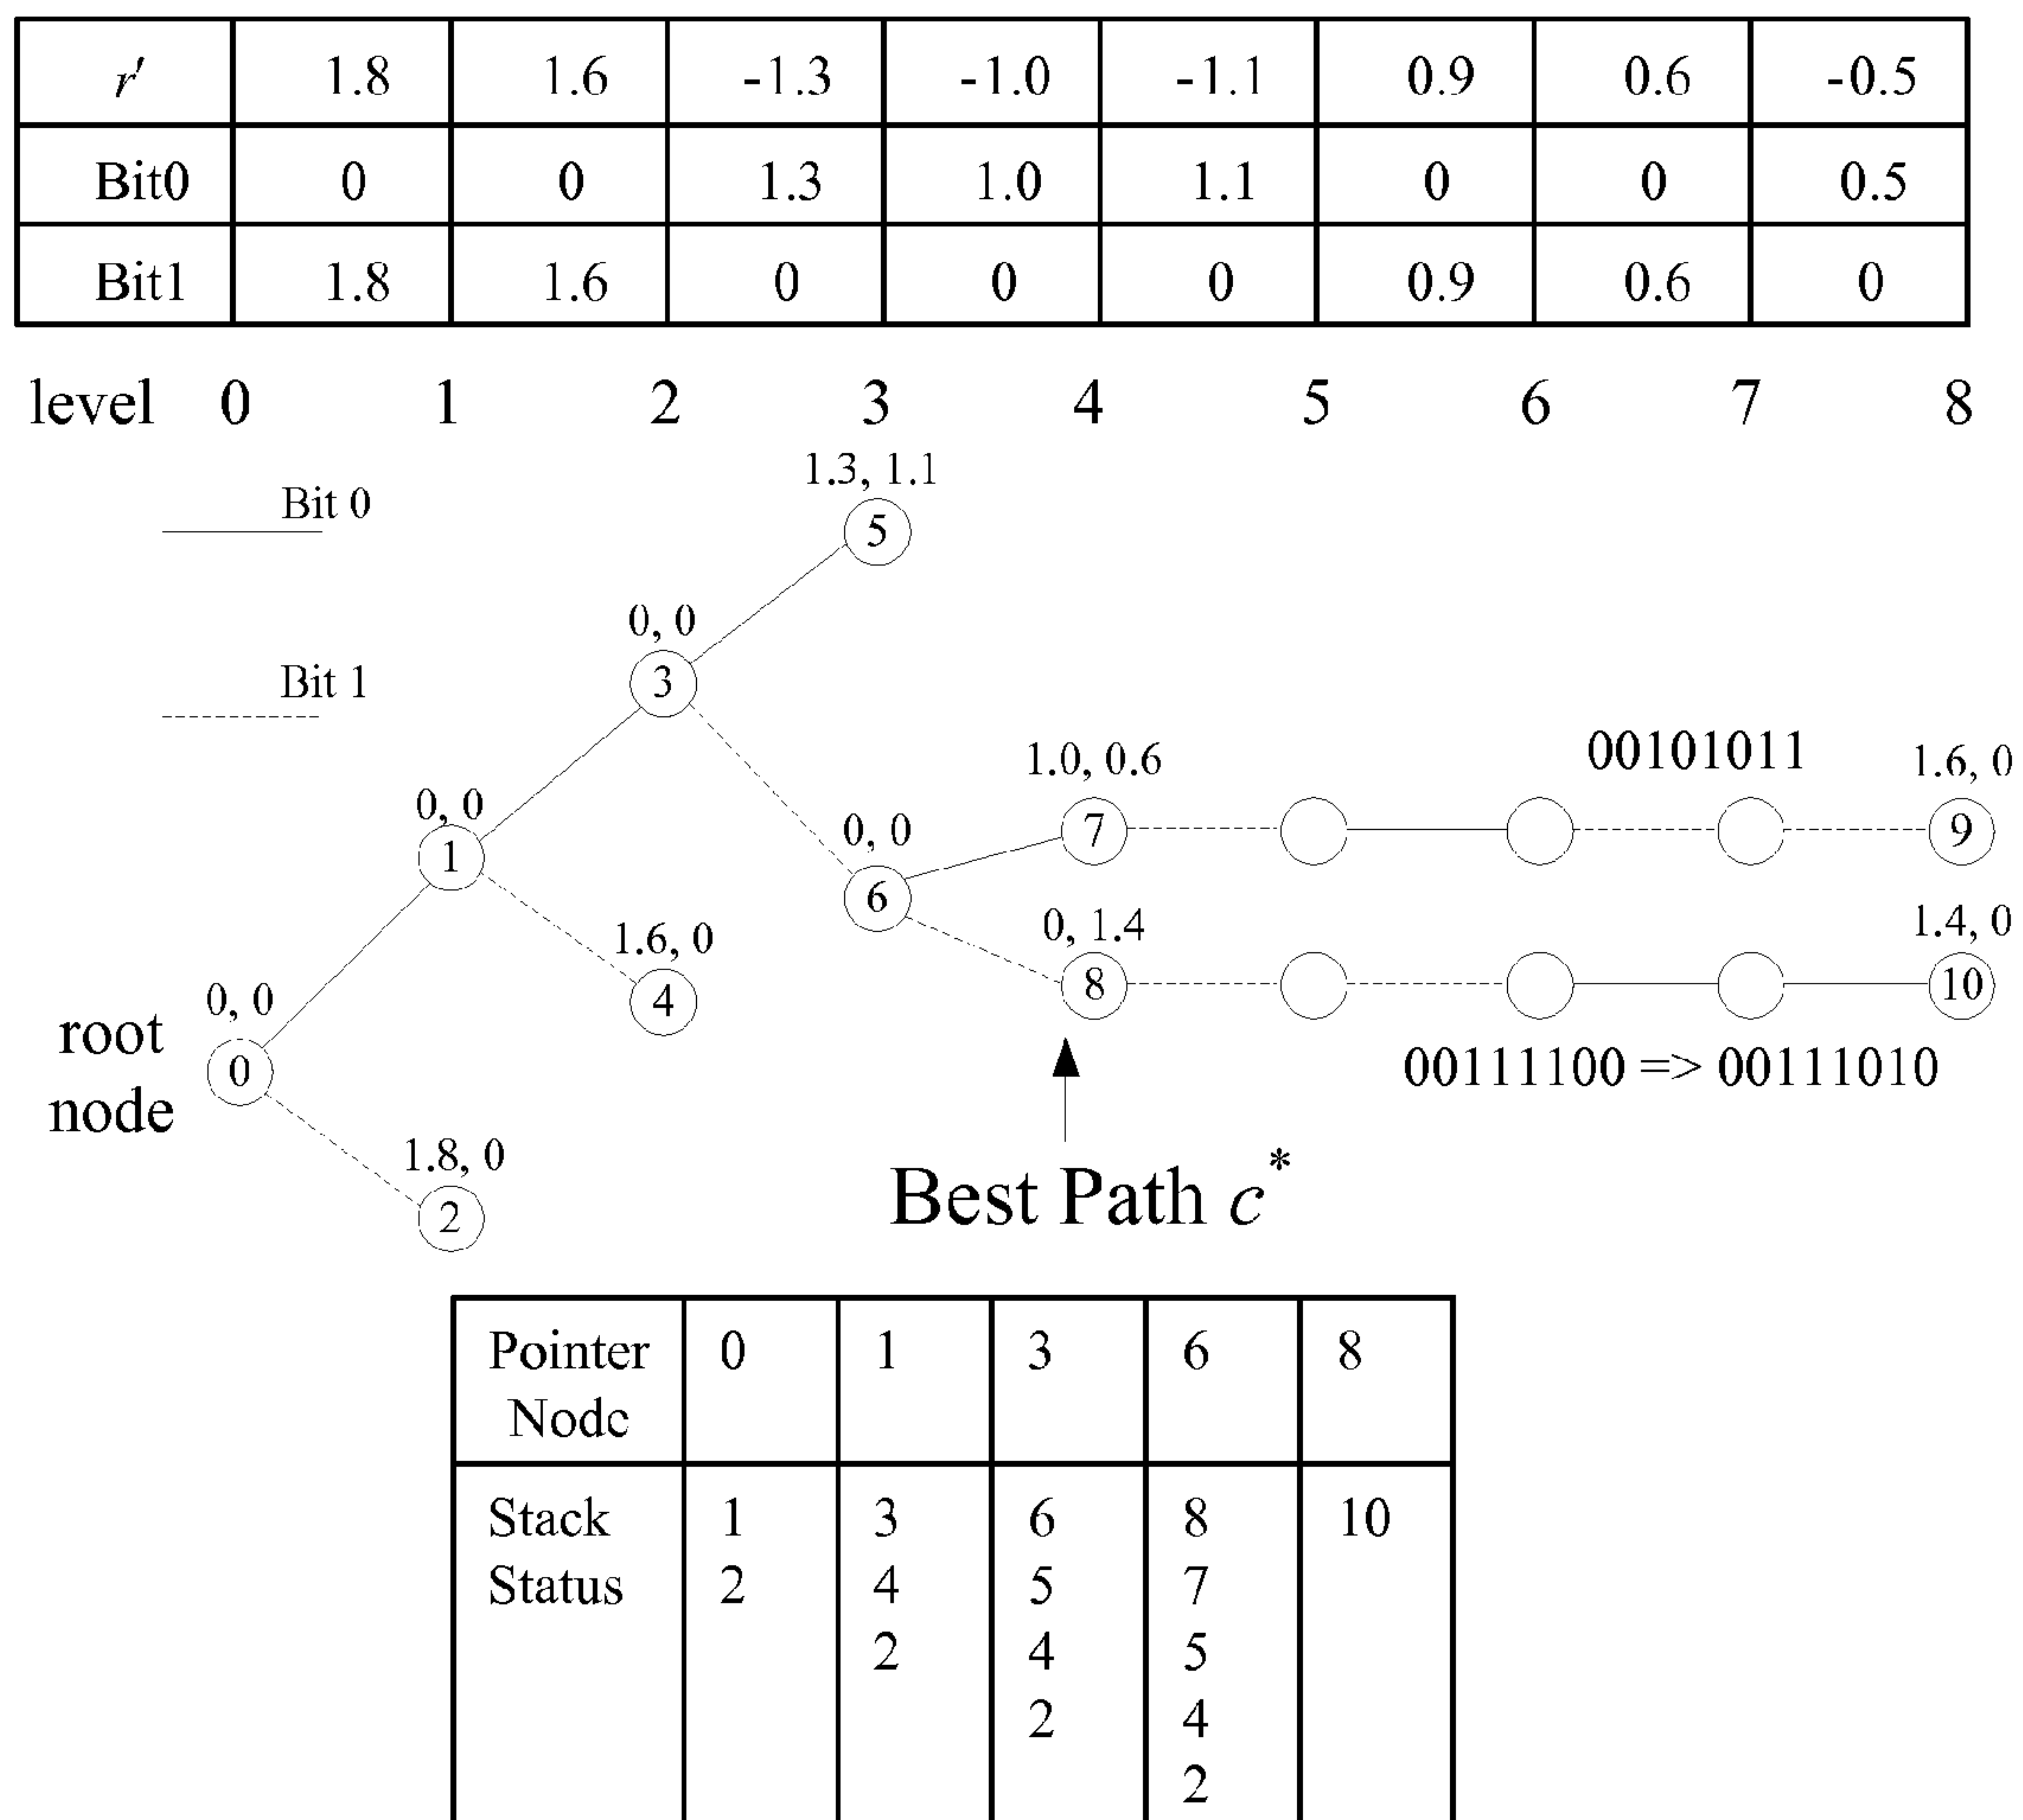 r′ 1.8 1.6 -1.3 -1.0 -1.1 0.9 0.6 -0.5
Bit0 0 0 1.3 1.0 1.1 0 0 0.5
Bit1 1.8 1.6 0 0 0 0.9 0.6 0
level 0 1 2 3 4 5 6 7 8
1.3, 1.1
Bit 0
5
0, 0
Bit 1
3
00101011
1.0, 0.6
1.6, 0
0, 0
0, 0
7
9
1
6
1.6, 0
0, 1.4
1.4, 0
0, 0
4
8
10
root
node
0
00111100 => 00111010
1.8, 0
Best Path c*
2
Pointer 0 1 3 6 8
Node
Stack 1 3 6 8 10
Status 2 4 5 7
2 4 5
2 4
2